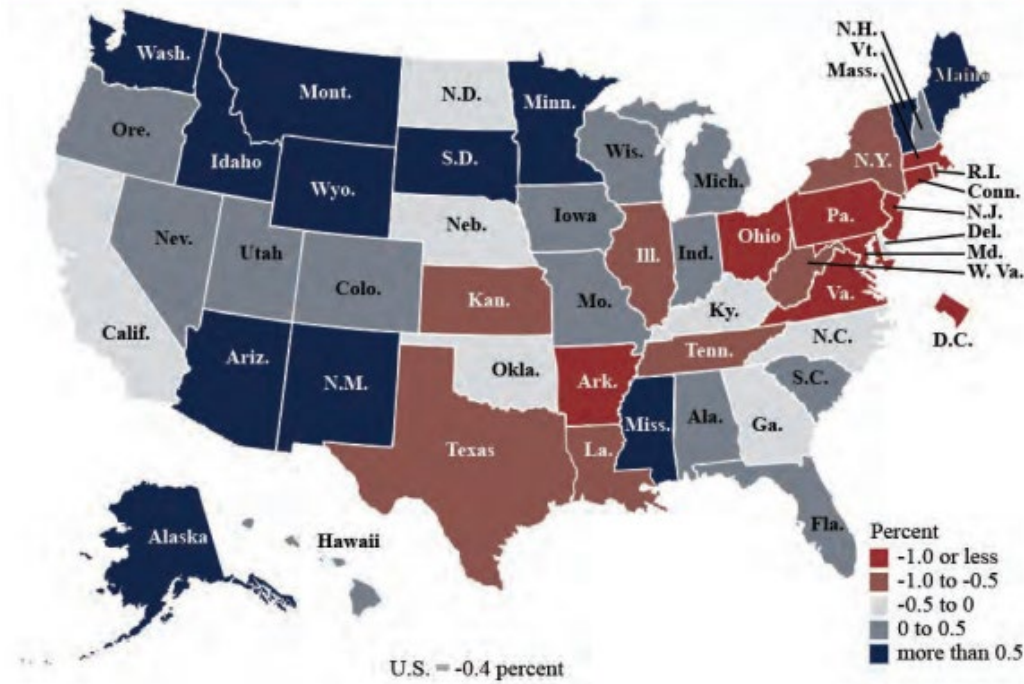 N.H.
Vt.
Mass.
Wash.
Mont.
N.D.
Minn.
Maine
Ore.
Idaho
S.D.
Wis.
Mich.
N.Y.
R.I.
Conn.
Wyo.
N.J.
Iowa
Pa.
Del.
Neb.
Nev.
Utah
Ill.
Ind.
Ohio
Md.
W. Va.
Colo.
Kan.
Mo.
Va.
Calif.
Ky.
N.C.
D.C.
Ariz.
N.M.
Okla.
Ark.
Tenn.
S.C.
Texas
La.
Miss.
Ala.
Ga.
Fla.
Alaska
Hawaii
Percent
-1.0 or less
-1.0 to -0.5
-0.5 to 0
0 to 0.5
more than 0.5
U.S. = -0.4 percent